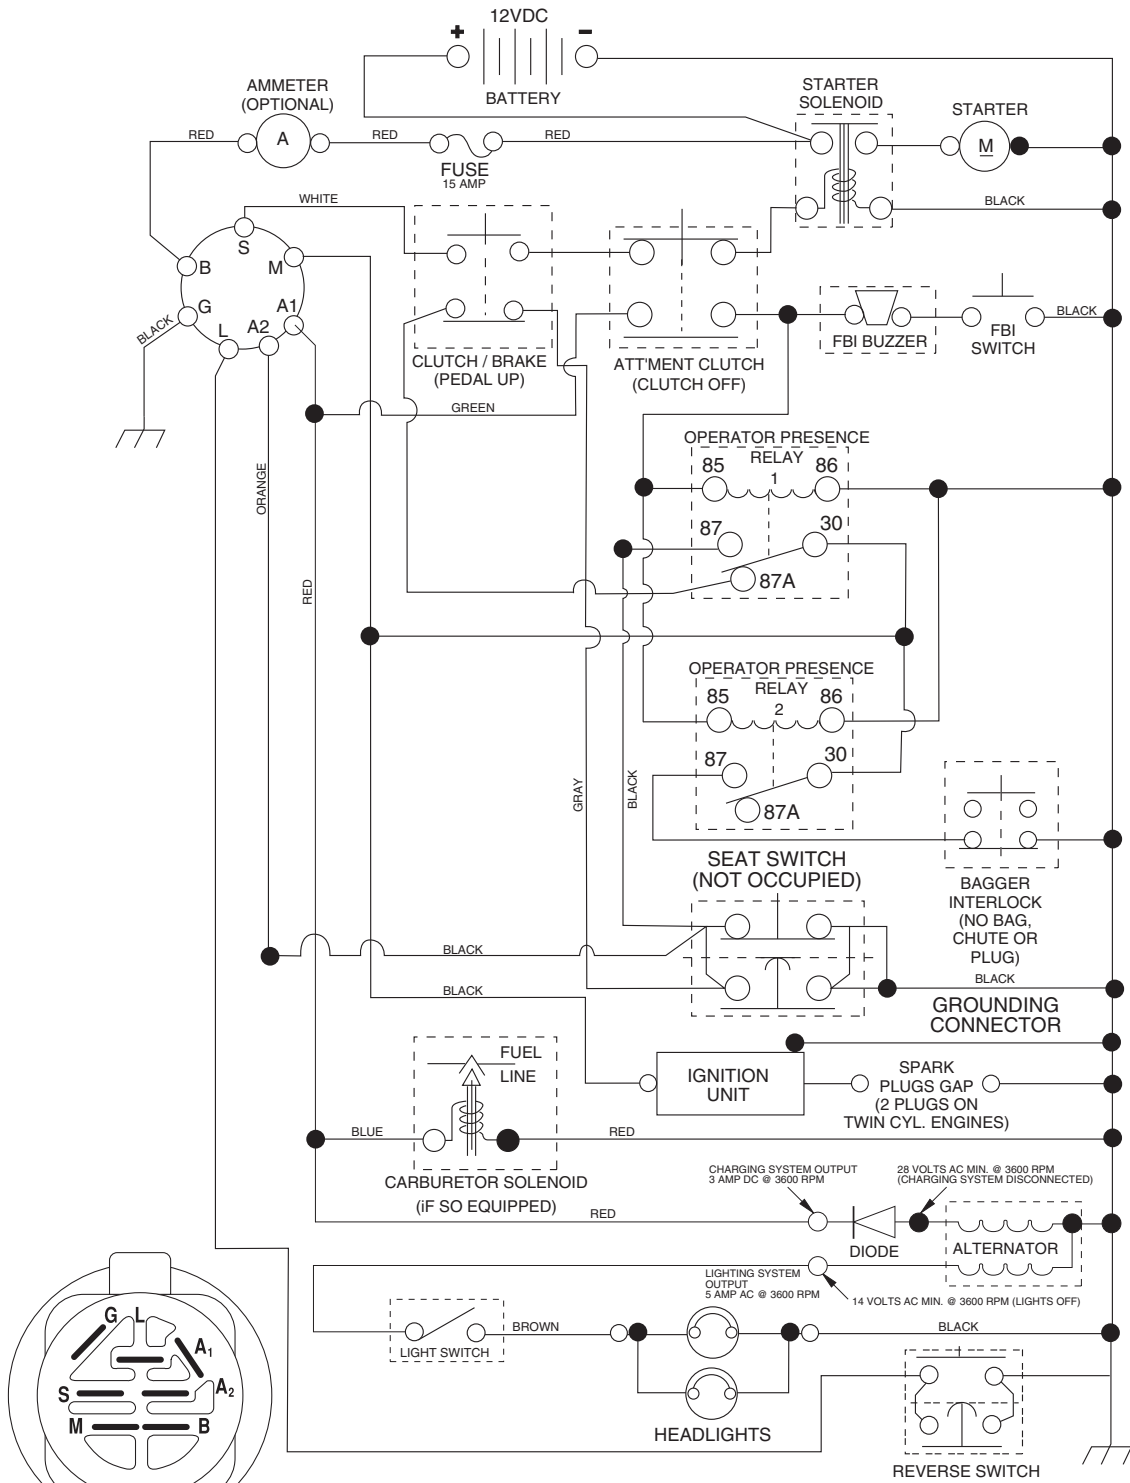 12VDC
+
-
BATTERY
AMMETER
(OPTIONAL)
STARTER
SOLENOID
STARTER
RED
A
RED
RED
M
FUSE
15 AMP
WHITE
BLACK
S
B
M
G
A1
L
A2
BLACK
CLUTCH / BRAKE
(PEDAL UP)
ATT'MENT CLUTCH
(CLUTCH OFF)
FBI BUZZER
FBI
SWITCH
BLACK
GREEN
ORANGE
RED
OPERATOR PRESENCE
RELAY
1
85
86
87
30
87A
OPERATOR PRESENCE
RELAY
2
85
86
87
30
87A
GRAY
BLACK
SEAT SWITCH
(NOT OCCUPIED)
BAGGER
INTERLOCK
(NO BAG,
CHUTE OR
PLUG)
BLACK
BLACK
BLACK
GROUNDING
CONNECTOR
FUEL
LINE
IGNITION
UNIT
SPARK
PLUGS GAP
(2 PLUGS ON
TWIN CYL. ENGINES)
BLUE
RED
CARBURETOR SOLENOID
(iF SO EQUIPPED)
CHARGING SYSTEM OUTPUT
3 AMP DC @ 3600 RPM
28 VOLTS AC MIN. @ 3600 RPM
(CHARGING SYSTEM DISCONNECTED)
RED
DIODE
ALTERNATOR
LIGHTING SYSTEM
OUTPUT
5 AMP AC @ 3600 RPM
14 VOLTS AC MIN. @ 3600 RPM (LIGHTS OFF)
LIGHT SWITCH
BROWN
BLACK
HEADLIGHTS
REVERSE SWITCH
G
L
A1
A2
S
M
B